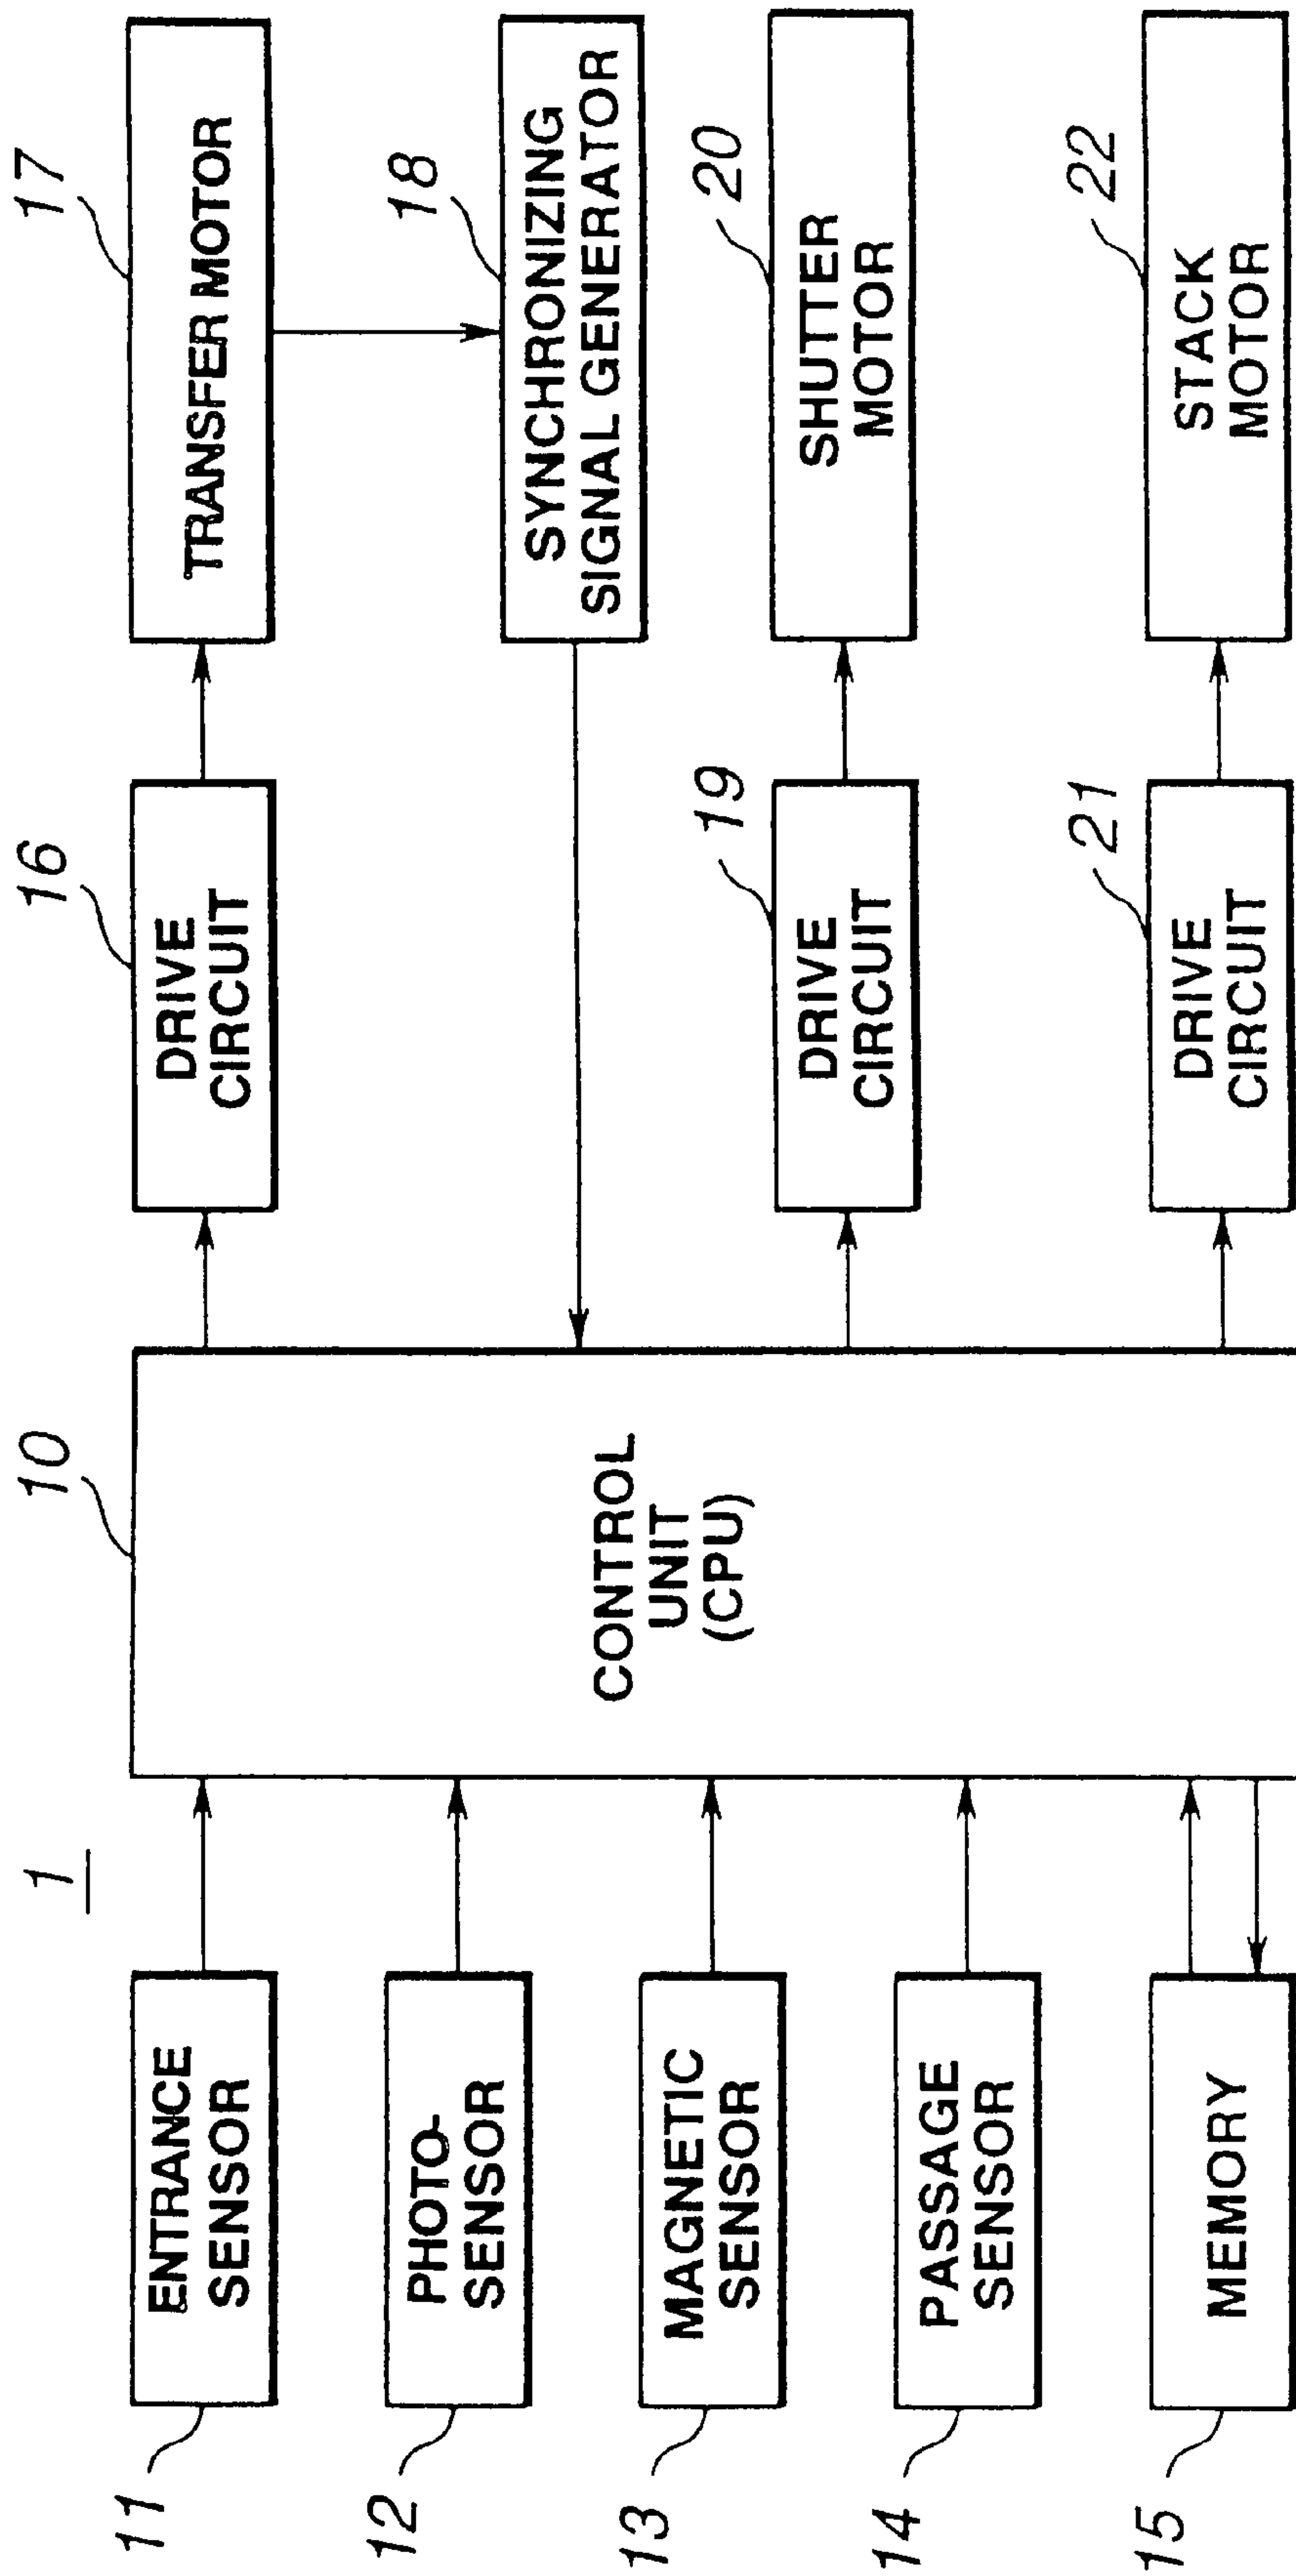 1
11
ENTRANCE
SENSOR
12
PHOTO-
SENSOR
13
MAGNETIC
SENSOR
14
PASSAGE
SENSOR
15
MEMORY
10
CONTROL
UNIT
(CPU)
16
DRIVE
CIRCUIT
17
TRANSFER MOTOR
18
SYNCHRONIZING
SIGNAL GENERATOR
19
DRIVE
CIRCUIT
20
SHUTTER
MOTOR
21
DRIVE
CIRCUIT
22
STACK
MOTOR